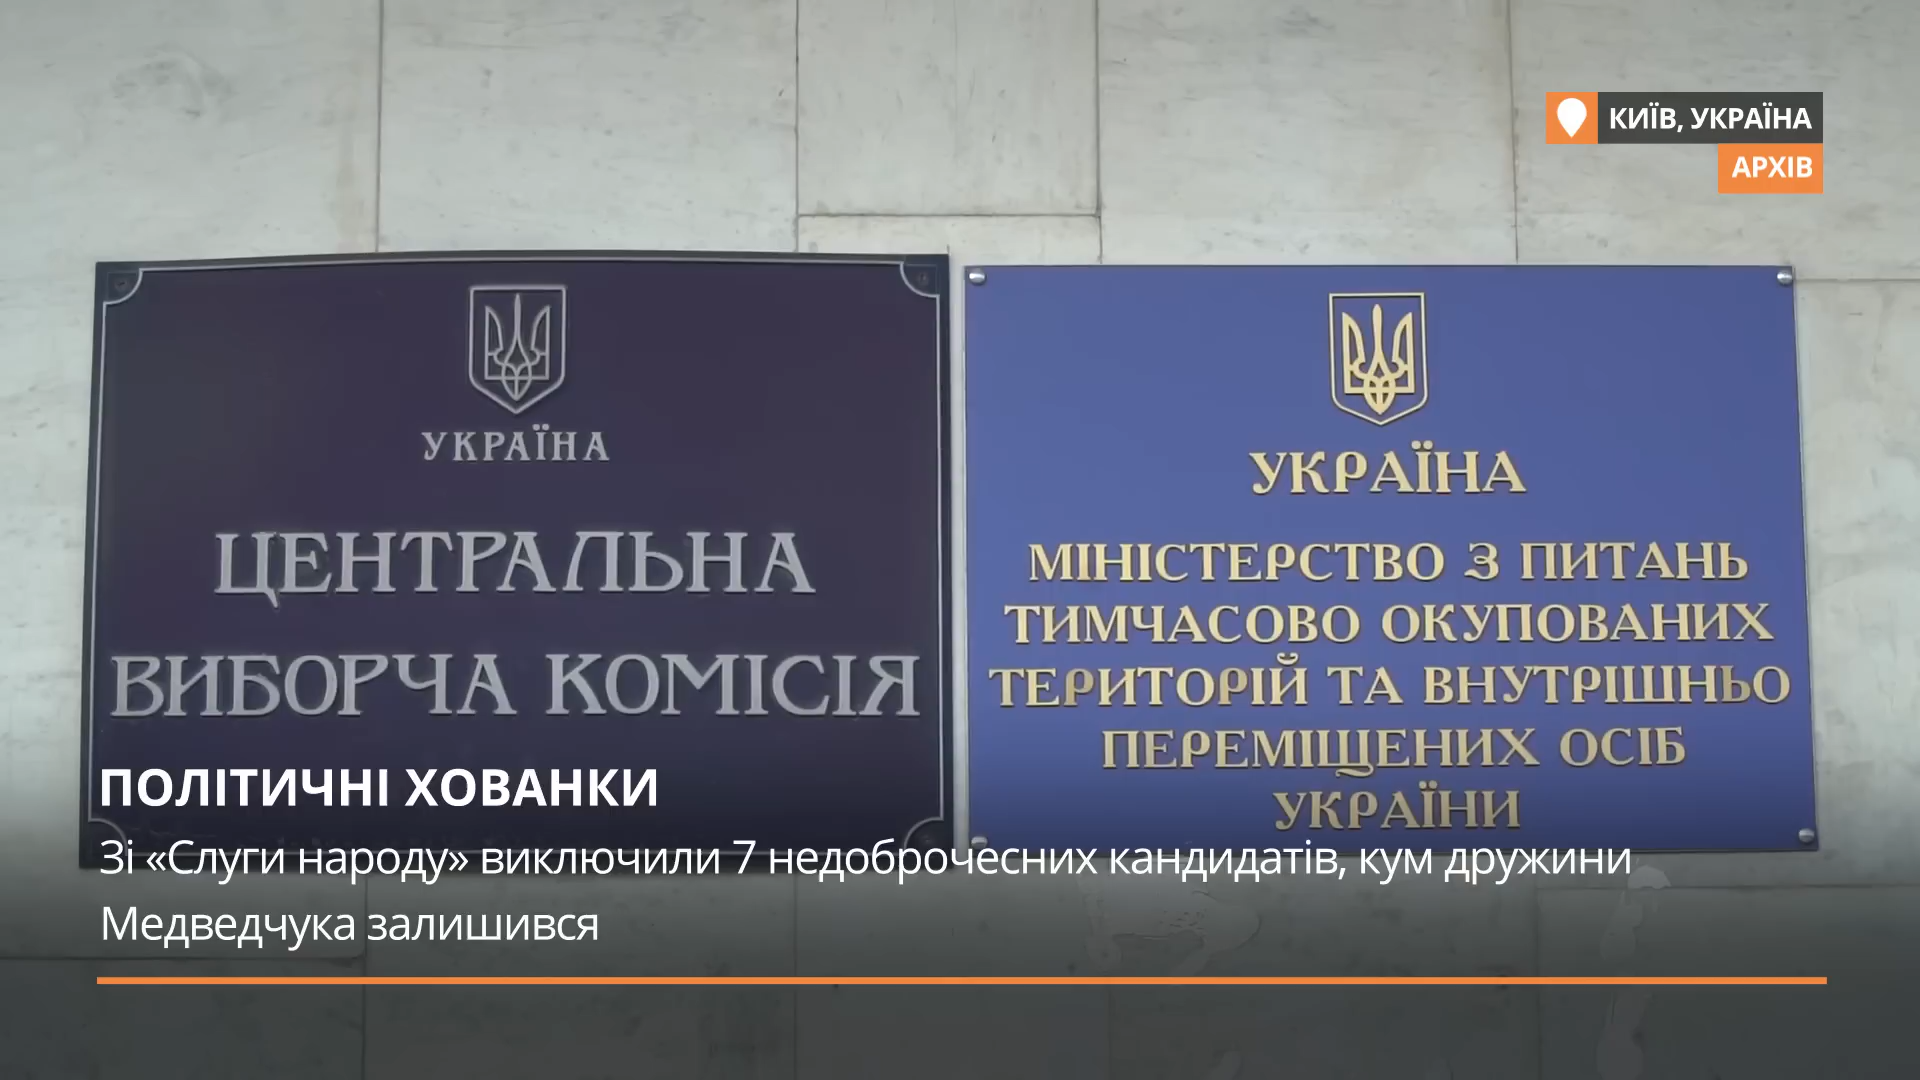 КИЇВ, УКРАЇНА
АРХІВ
УКРАЇНА
ЦЕНТРАЛЬНА
ВИБОРЧА КОМІСІЯ
УКРАЇНА
МІНІСТЕРСТВО З ПИТАНЬ
ТИМЧАСОВО ОКУПОВАНИХ
ТЕРИТОРІЙ ТА ВНУТРІШНЬО
ПЕРЕМІЩЕНИХ ОСІБ
УКРАЇНИ
ПОЛІТИЧНІ ХОВАНКИ
Зі «Слуги народу» виключили 7 недоброчесних кандидатів, кум дружини
Медведчука залишився